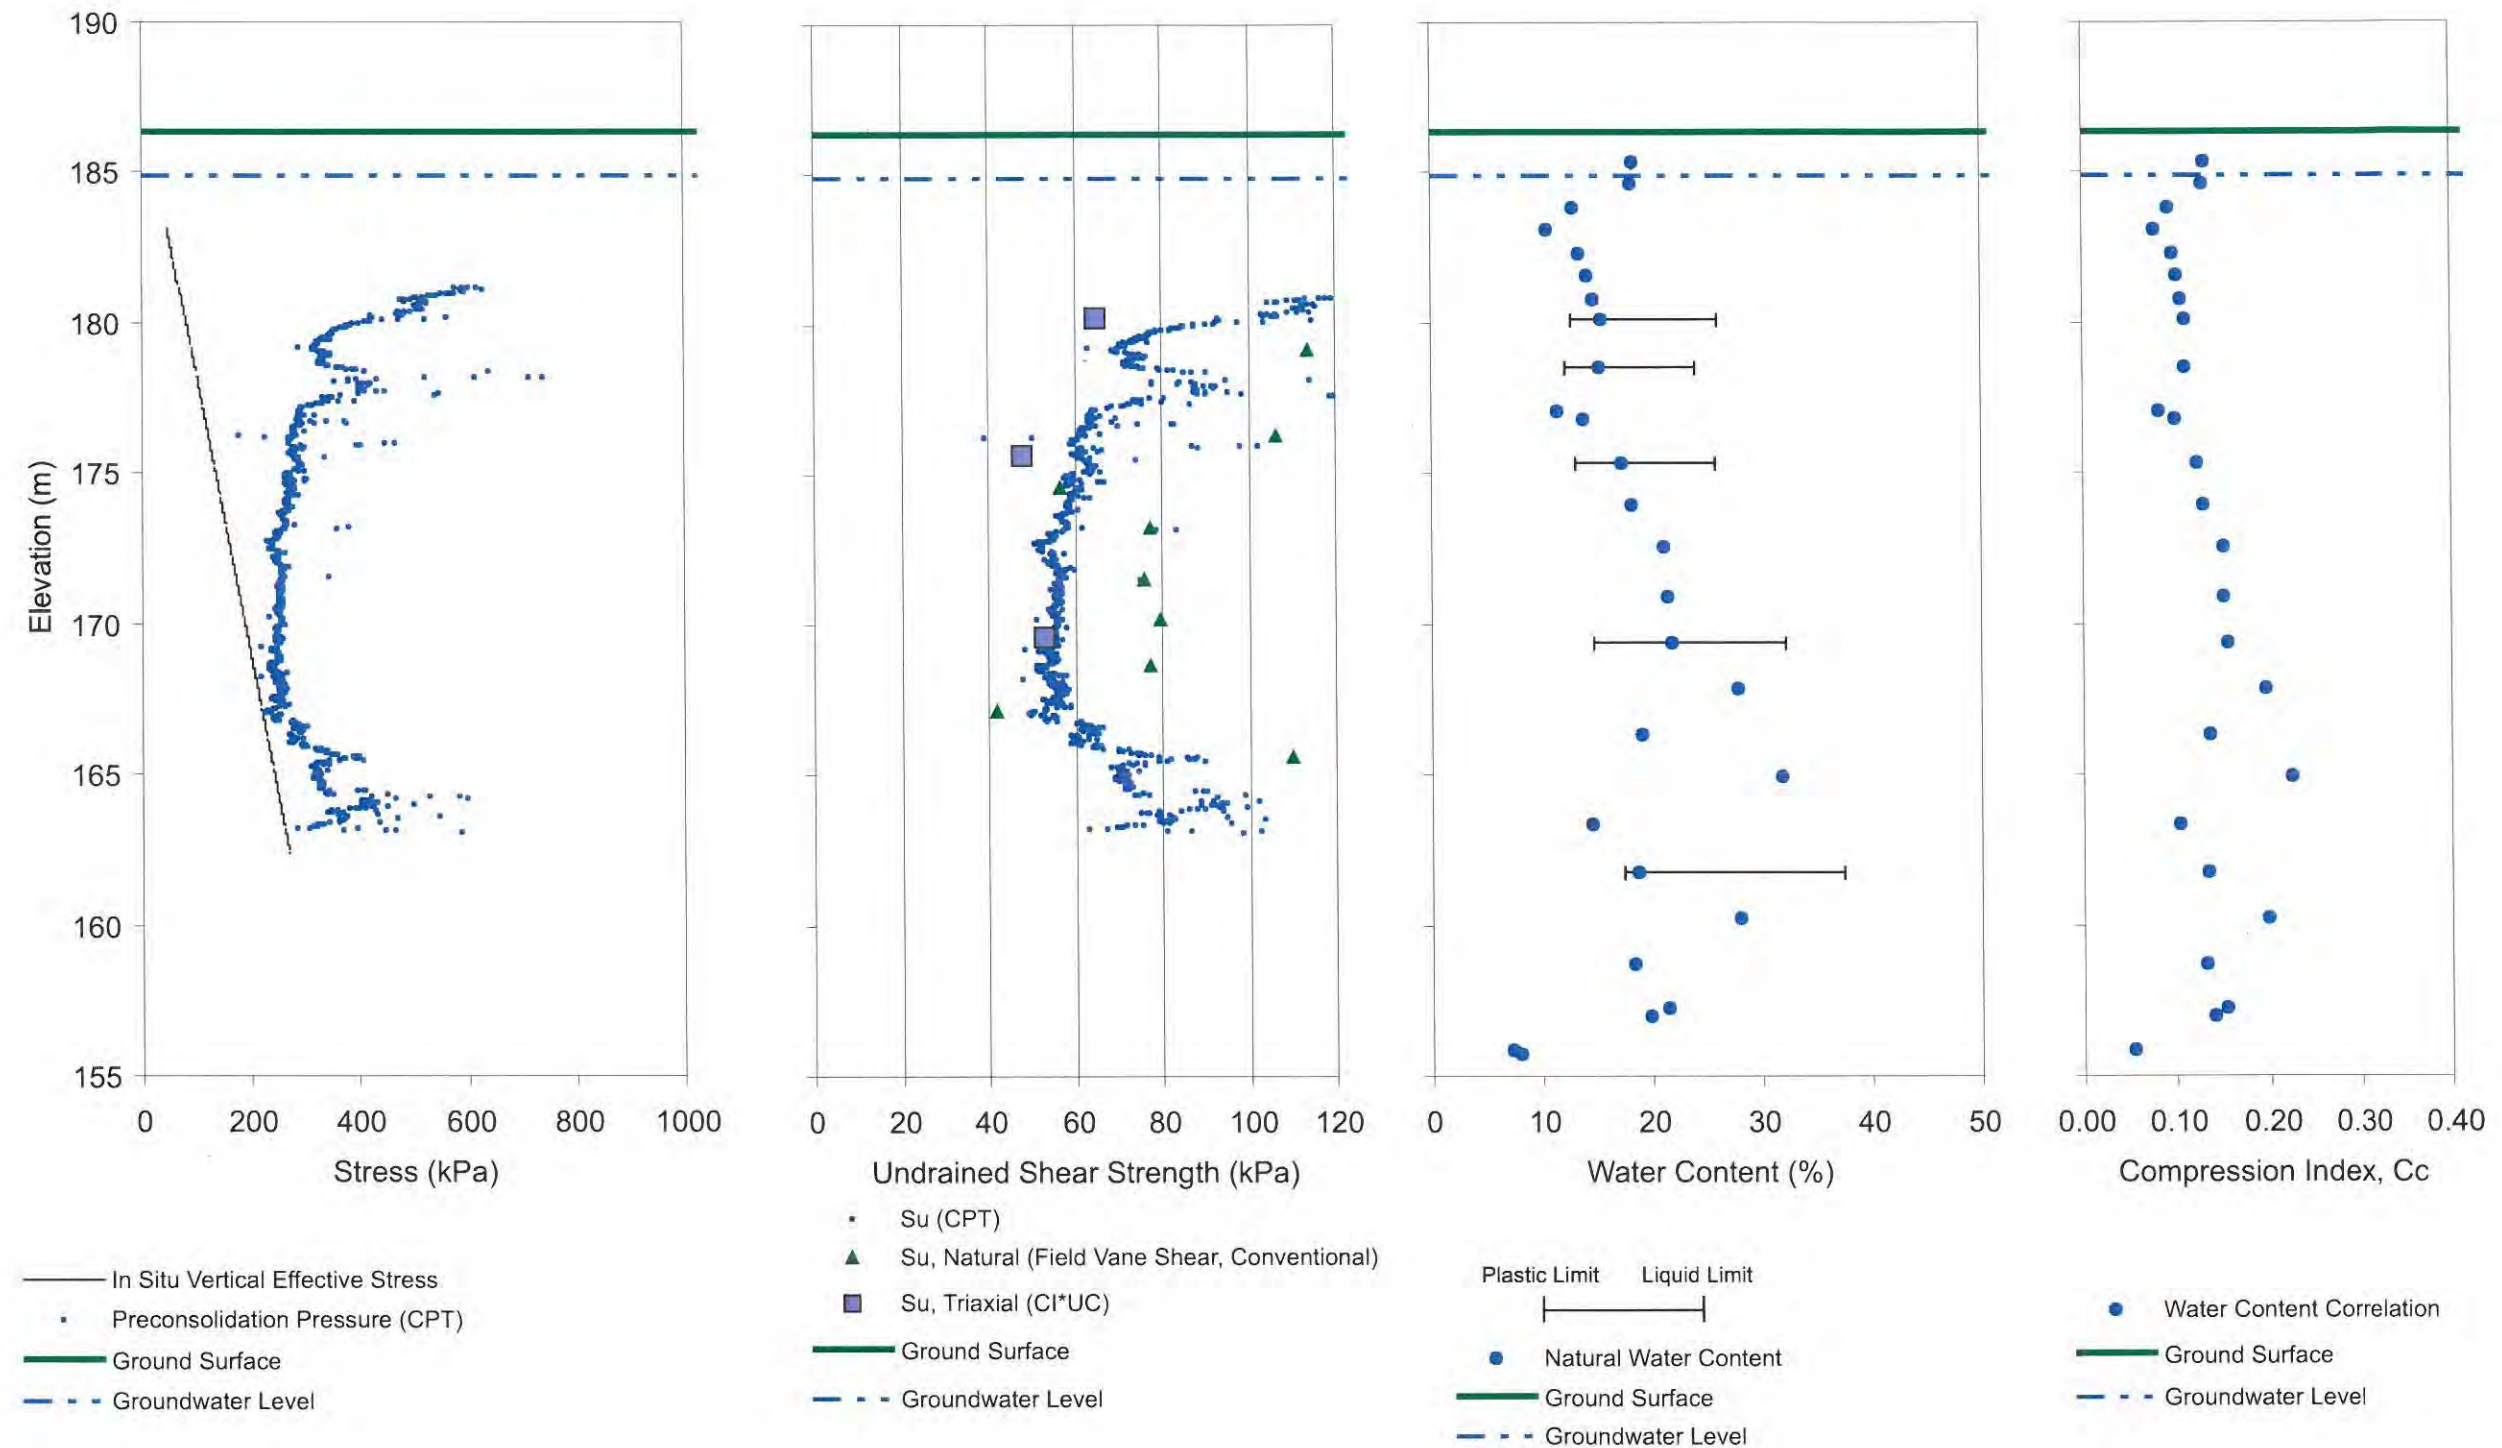 190
185
180
175
170
165
160
155
Elevation (m)
0 200 400 600 800 1000
Stress (kPa)
In Situ Vertical Effective Stress
Preconsolidation Pressure (CPT)
Ground Surface
Groundwater Level
0 20 40 60 80 100 120
Undrained Shear Strength (kPa)
Su (CPT)
Su, Natural (Field Vane Shear, Conventional)
Su, Triaxial (CI*UC)
Ground Surface
Groundwater Level
0 10 20 30 40 50
Water Content (%)
Plastic Limit Liquid Limit
Natural Water Content
Ground Surface
Groundwater Level
0.00 0.10 0.20 0.30 0.40
Compression Index, Cc
Water Content Correlation
Ground Surface
Groundwater Level